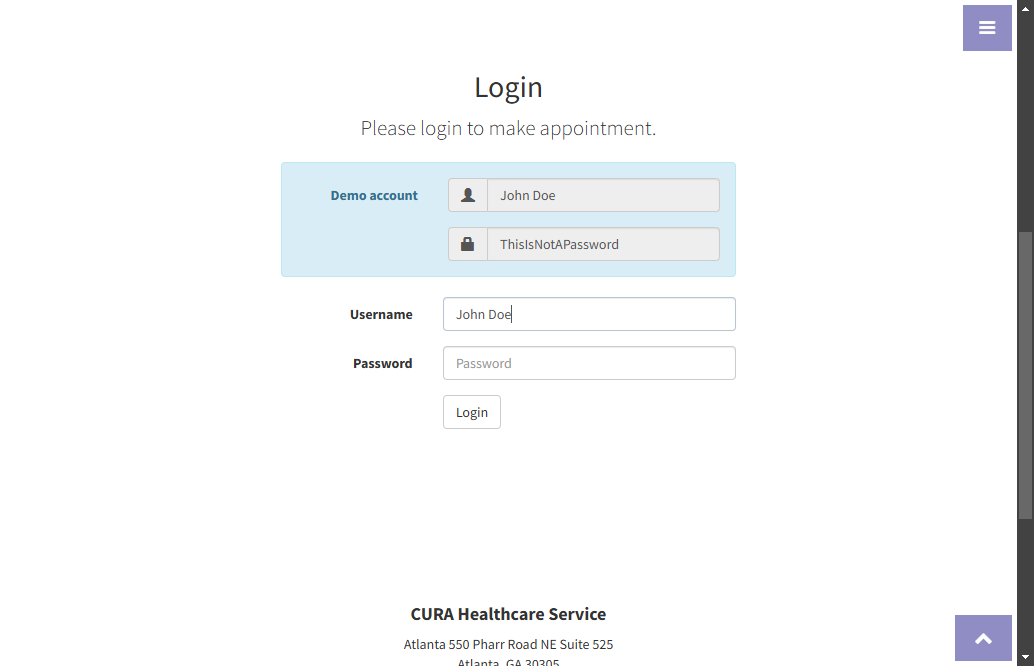 Login
Please login to make appointment.
Demo account
John Doe
ThisIsNotAPassword
Username
John Doe
Password
Password
Login
CURA Healthcare Service
Atlanta 550 Pharr Road NE Suite 525
Atlanta, GA 30305